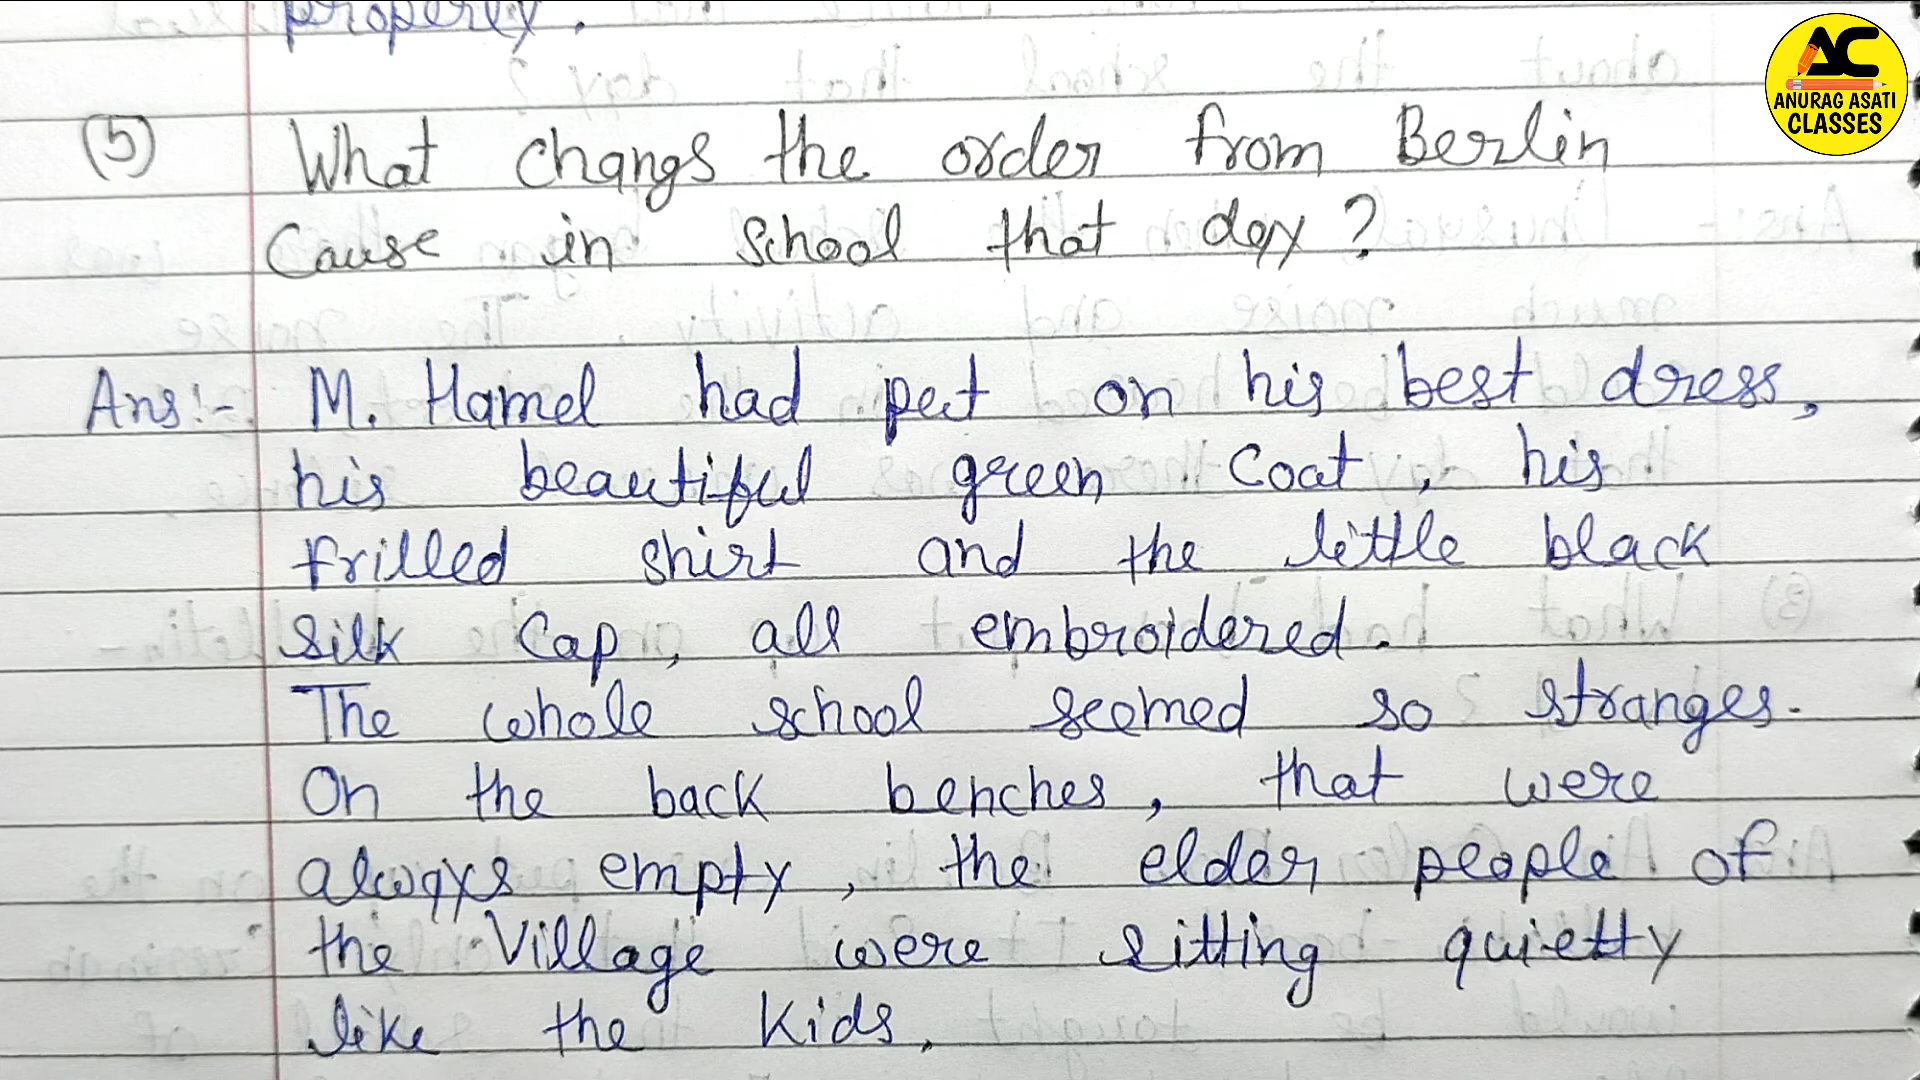 properly.
ANURAG ASATI
CLASSES
(5) What changs the order from Berlin
Cause in School that day?
Ans:- M. Hamel had put on his best dress,
his beautiful green Coat, his
frilled shirt and the little black
silk Cap, all embroidered.
The whole school seemed so stranges.
On the back benches, that were
always empty, the elder people of
the Village were sitting quietty
like the Kids.